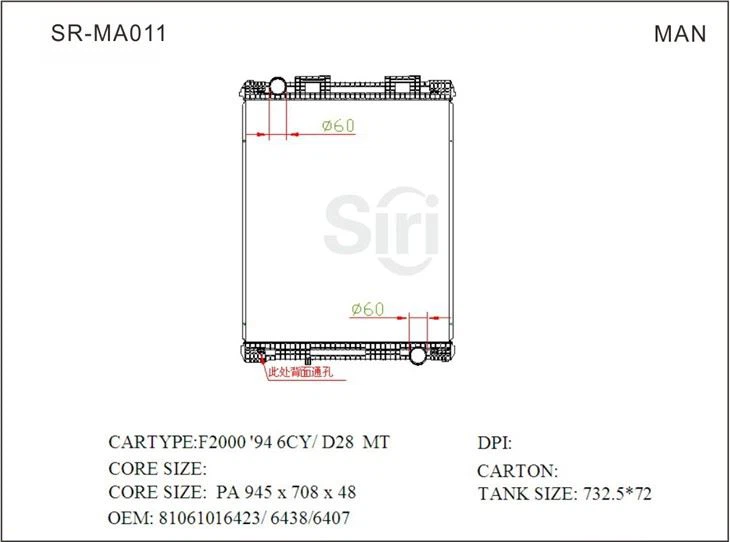 SR-MA011
MAN
ø60
Siri
ø60
此处背面通孔
CARTYPE:F2000 '94 6CY/ D28 MT
DPI:
CORE SIZE:
CARTON:
CORE SIZE: PA 945 x 708 x 48
TANK SIZE: 732.5*72
OEM: 81061016423/ 6438/6407